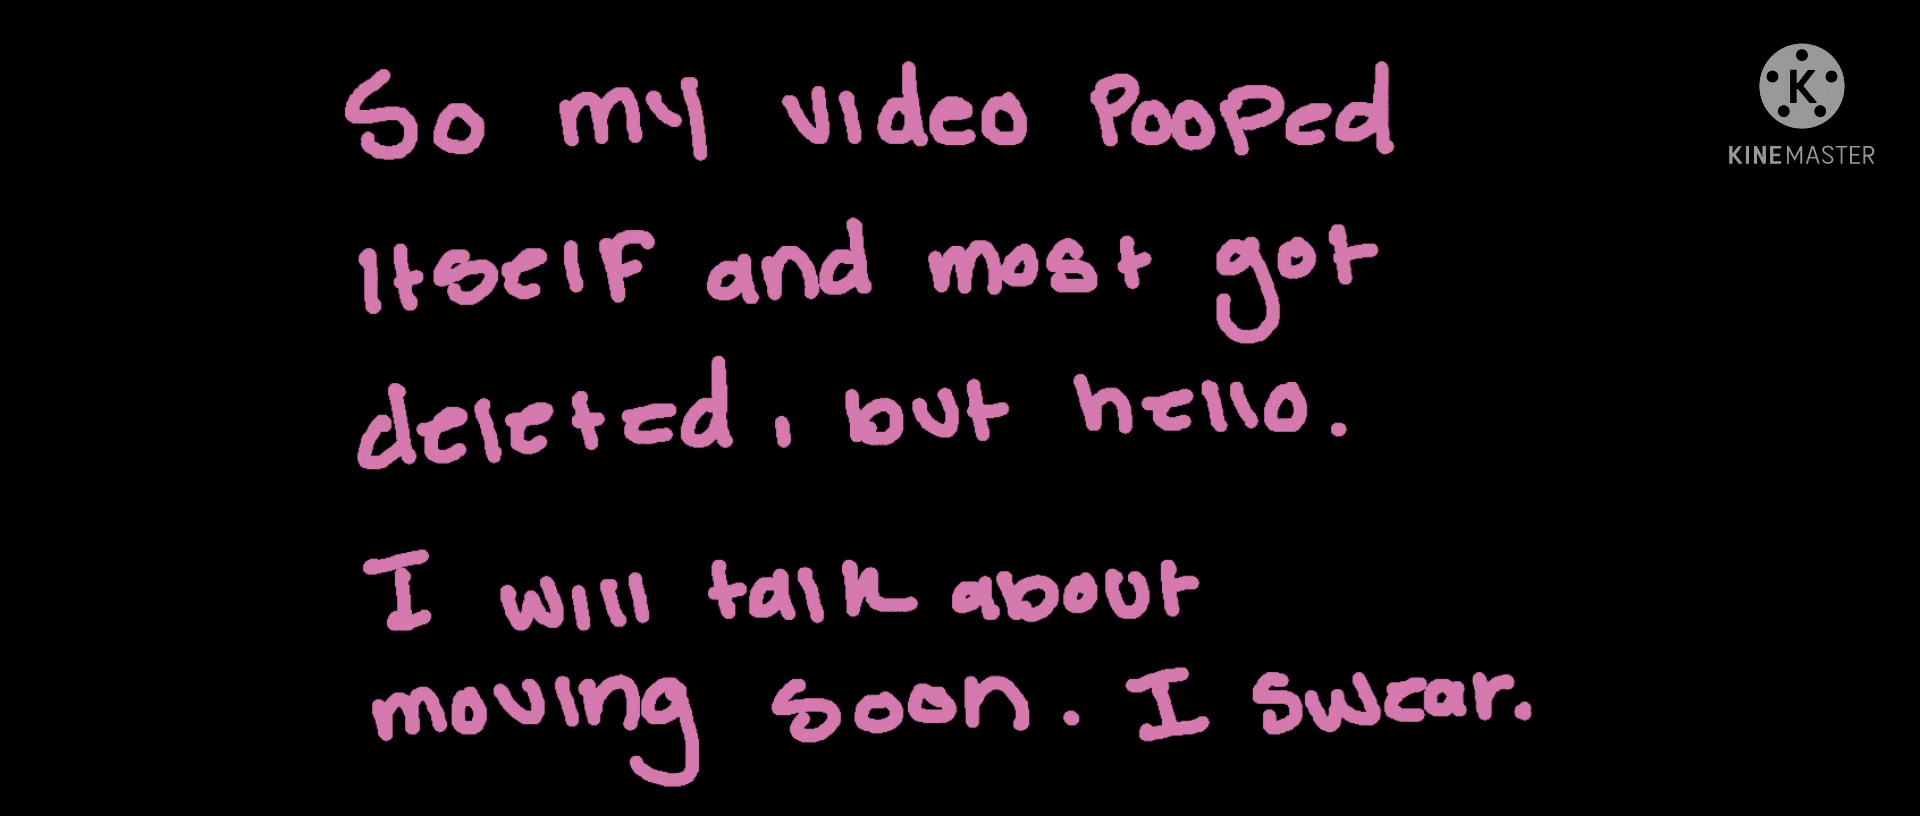 So my video Pooped
itself and most got
deleted, but hello.
I will talk about
moving soon. I swear.
K
KINEMASTER